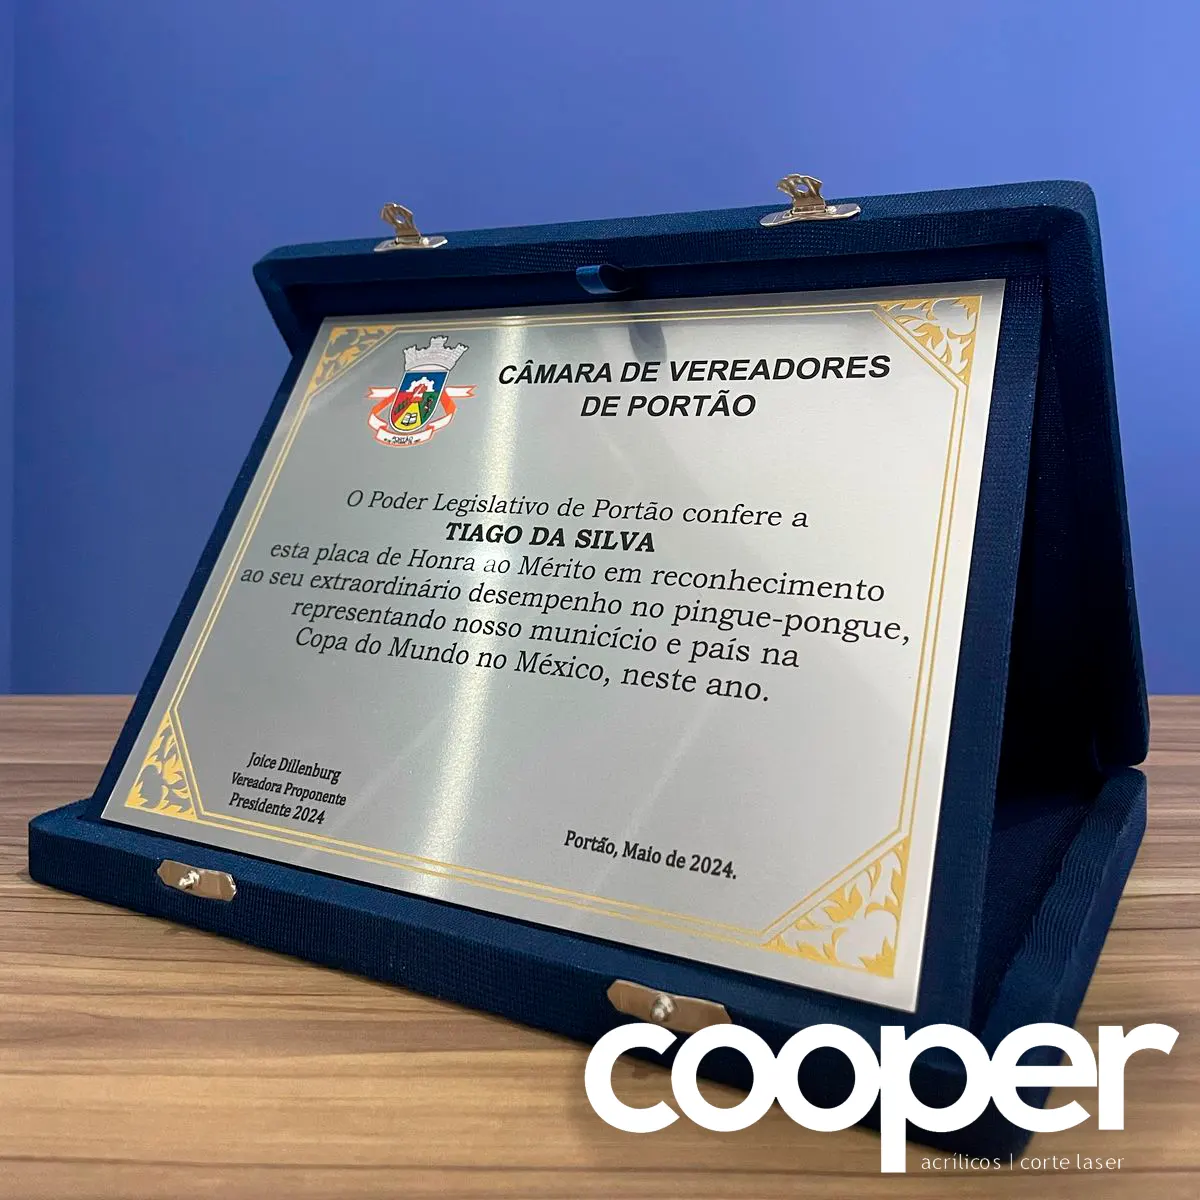 CÂMARA DE VEREADORES
DE PORTÃO
PORTÃO
O Poder Legislativo de Portão confere a
TIAGO DA SILVA
esta placa de Honra ao Mérito em reconhecimento
ao seu extraordinário desempenho no pingue-pongue,
representando nosso municício e país na
Copa do Mundo no México, neste ano.
Joice Dillenburg
Vereadora Proponente
Presidente 2024
Portão, Maio de 2024.
cooper
acrílicos | corte laser